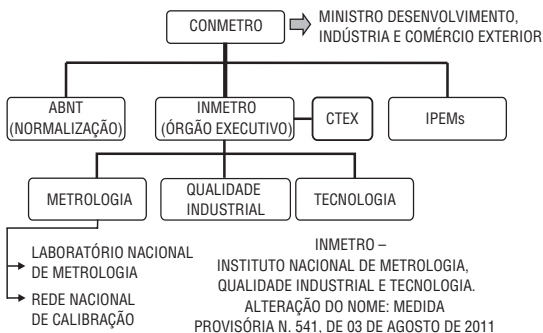 CONMETRO
MINISTRO DESENVOLVIMENTO,
INDÚSTRIA E COMÉRCIO EXTERIOR
ABNT
(NORMALIZAÇÃO)
INMETRO
(ÓRGÃO EXECUTIVO)
CTEX
IPEMs
METROLOGIA
QUALIDADE
INDUSTRIAL
TECNOLOGIA
LABORATÓRIO NACIONAL
DE METROLOGIA
REDE NACIONAL
DE CALIBRAÇÃO
INMETRO –
INSTITUTO NACIONAL DE METROLOGIA,
QUALIDADE INDUSTRIAL E TECNOLOGIA.
ALTERAÇÃO DO NOME: MEDIDA
PROVISÓRIA N. 541, DE 03 DE AGOSTO DE 2011